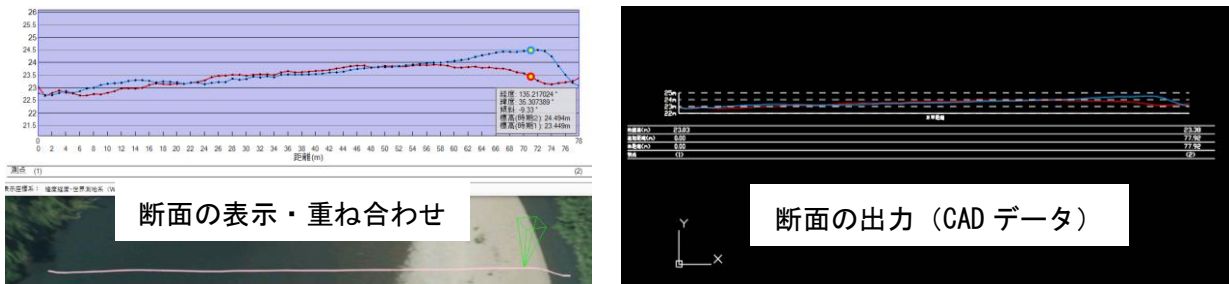 26
25.5
25
24.5
24
23.5
23
22.5
22
21.5
経度: 135.217024°
緯度: 35.307389°
傾斜: -9.33°
標高(時期2): 24.494m
標高(時期1): 23.449m
0 2 4 6 8 10 12 14 16 18 20 22 24 26 28 30 32 34 36 38 40 42 44 46 48 50 52 54 56 58 60 62 64 66 68 70 72 74 76 78
距離(m)
測点 (1) (2)
断面の表示・重ね合わせ
25m
24m
23m
22m
23.03 23.38
0.00 77.92
0.00 77.92
(1) (2)
断面の出力（CAD データ）
Y
X